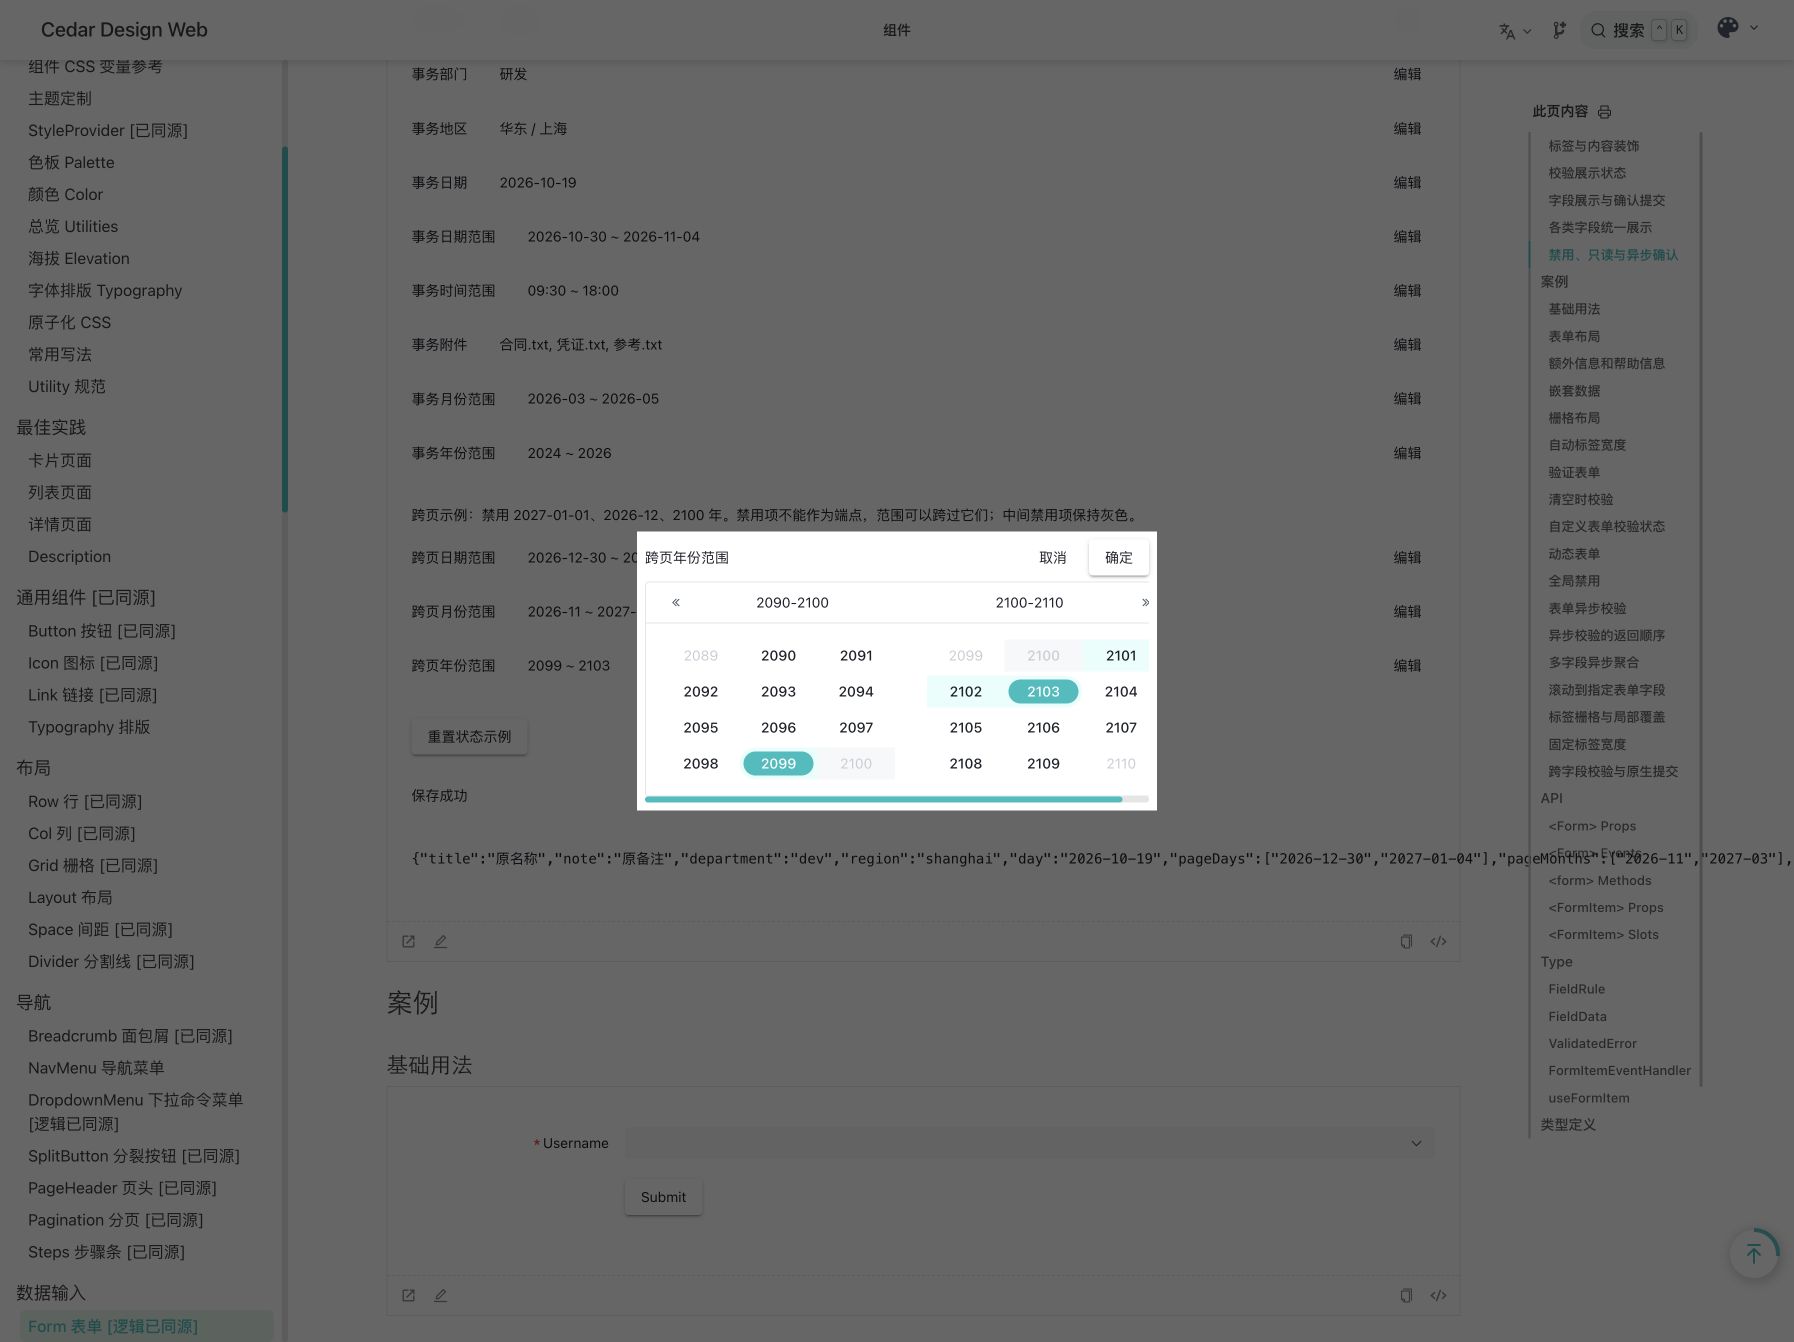 Cedar Design Web
组件
搜索 ^ K
组件 CSS 变量参考
主题定制
StyleProvider [已同源]
色板 Palette
颜色 Color
总览 Utilities
海拔 Elevation
字体排版 Typography
原子化 CSS
常用写法
Utility 规范
最佳实践
卡片页面
列表页面
详情页面
Description
通用组件 [已同源]
Button 按钮 [已同源]
Icon 图标 [已同源]
Link 链接 [已同源]
Typography 排版
布局
Row 行 [已同源]
Col 列 [已同源]
Grid 栅格 [已同源]
Layout 布局
Space 间距 [已同源]
Divider 分割线 [已同源]
导航
Breadcrumb 面包屑 [已同源]
NavMenu 导航菜单
DropdownMenu 下拉命令菜单
[逻辑已同源]
SplitButton 分裂按钮 [已同源]
PageHeader 页头 [已同源]
Pagination 分页 [已同源]
Steps 步骤条 [已同源]
数据输入
Form 表单 [逻辑已同源]
事务部门 研发 编辑
事务地区 华东 / 上海 编辑
事务日期 2026-10-19 编辑
事务日期范围 2026-10-30 ~ 2026-11-04 编辑
事务时间范围 09:30 ~ 18:00 编辑
事务附件 合同.txt, 凭证.txt, 参考.txt 编辑
事务月份范围 2026-03 ~ 2026-05 编辑
事务年份范围 2024 ~ 2026 编辑
跨页示例：禁用 2027-01-01、2026-12、2100 年。禁用项不能作为端点，范围可以跨过它们；中间禁用项保持灰色。
跨页日期范围 2026-12-30 ~ 20 编辑
跨页月份范围 2026-11 ~ 2027- 编辑
跨页年份范围 2099 ~ 2103 编辑
跨页年份范围 取消 确定
« 2090-2100 2100-2110 »
2089 2090 2091 2099 2100 2101
2092 2093 2094 2102 2103 2104
2095 2096 2097 2105 2106 2107
2098 2099 2100 2108 2109 2110
重置状态示例
保存成功
{"title":"原名称","note":"原备注","department":"dev","region":"shanghai","day":"2026-10-19","pageDays":["2026-12-30","2027-01-04"],"pageMonths":["2026-11","2027-03"],
</>
案例
基础用法
* Username
Submit
</>
此页内容
标签与内容装饰
校验展示状态
字段展示与确认提交
各类字段统一展示
禁用、只读与异步确认
案例
基础用法
表单布局
额外信息和帮助信息
嵌套数据
栅格布局
自动标签宽度
验证表单
清空时校验
自定义表单校验状态
动态表单
全局禁用
表单异步校验
异步校验的返回顺序
多字段异步聚合
滚动到指定表单字段
标签栅格与局部覆盖
固定标签宽度
跨字段校验与原生提交
API
<Form> Props
<Form> Events
<form> Methods
<FormItem> Props
<FormItem> Slots
Type
FieldRule
FieldData
ValidatedError
FormItemEventHandler
useFormItem
类型定义